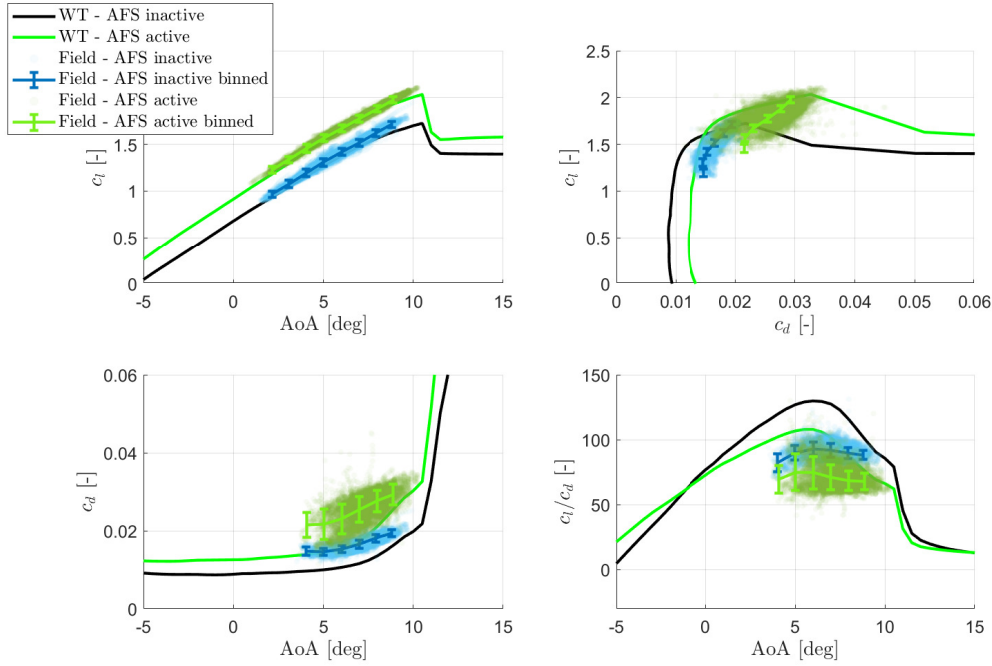 WT - AFS inactive
WT - AFS active
Field - AFS inactive
Field - AFS inactive binned
Field - AFS active
Field - AFS active binned
1.5
1
0.5
0
c_l [-]
-5 0 5 10 15
AoA [deg]
2.5
2
1.5
1
0.5
0
c_l [-]
0 0.01 0.02 0.03 0.04 0.05 0.06
c_d [-]
0.06
0.04
0.02
0
c_d [-]
-5 0 5 10 15
AoA [deg]
150
100
50
0
c_l/c_d [-]
-5 0 5 10 15
AoA [deg]